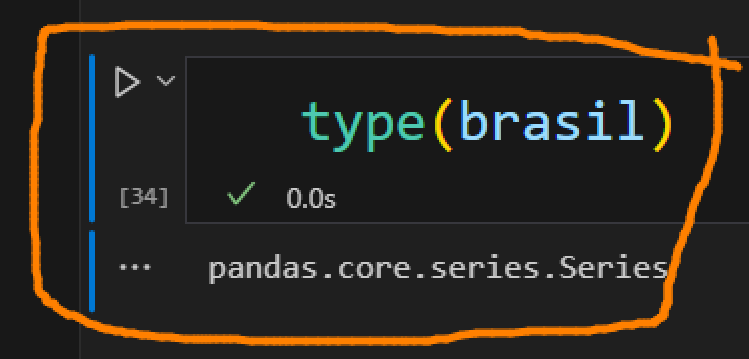 type(brasil)
[34]
0.0s
pandas.core.series.Series